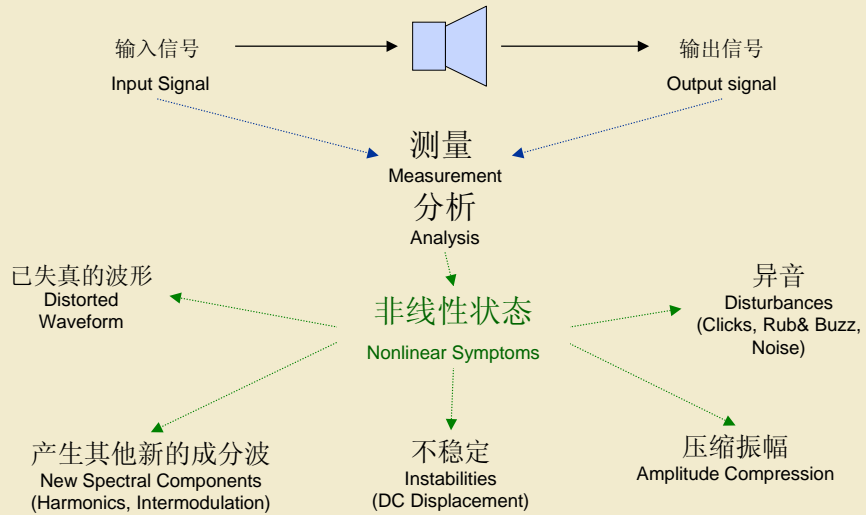 输入信号
Input Signal
输出信号
Output signal
测量
Measurement
分析
Analysis
已失真的波形
Distorted
Waveform
非线性状态
Nonlinear Symptoms
异音
Disturbances
(Clicks, Rub& Buzz,
Noise)
产生其他新的成分波
New Spectral Components
(Harmonics, Intermodulation)
不稳定
Instabilities
(DC Displacement)
压缩振幅
Amplitude Compression